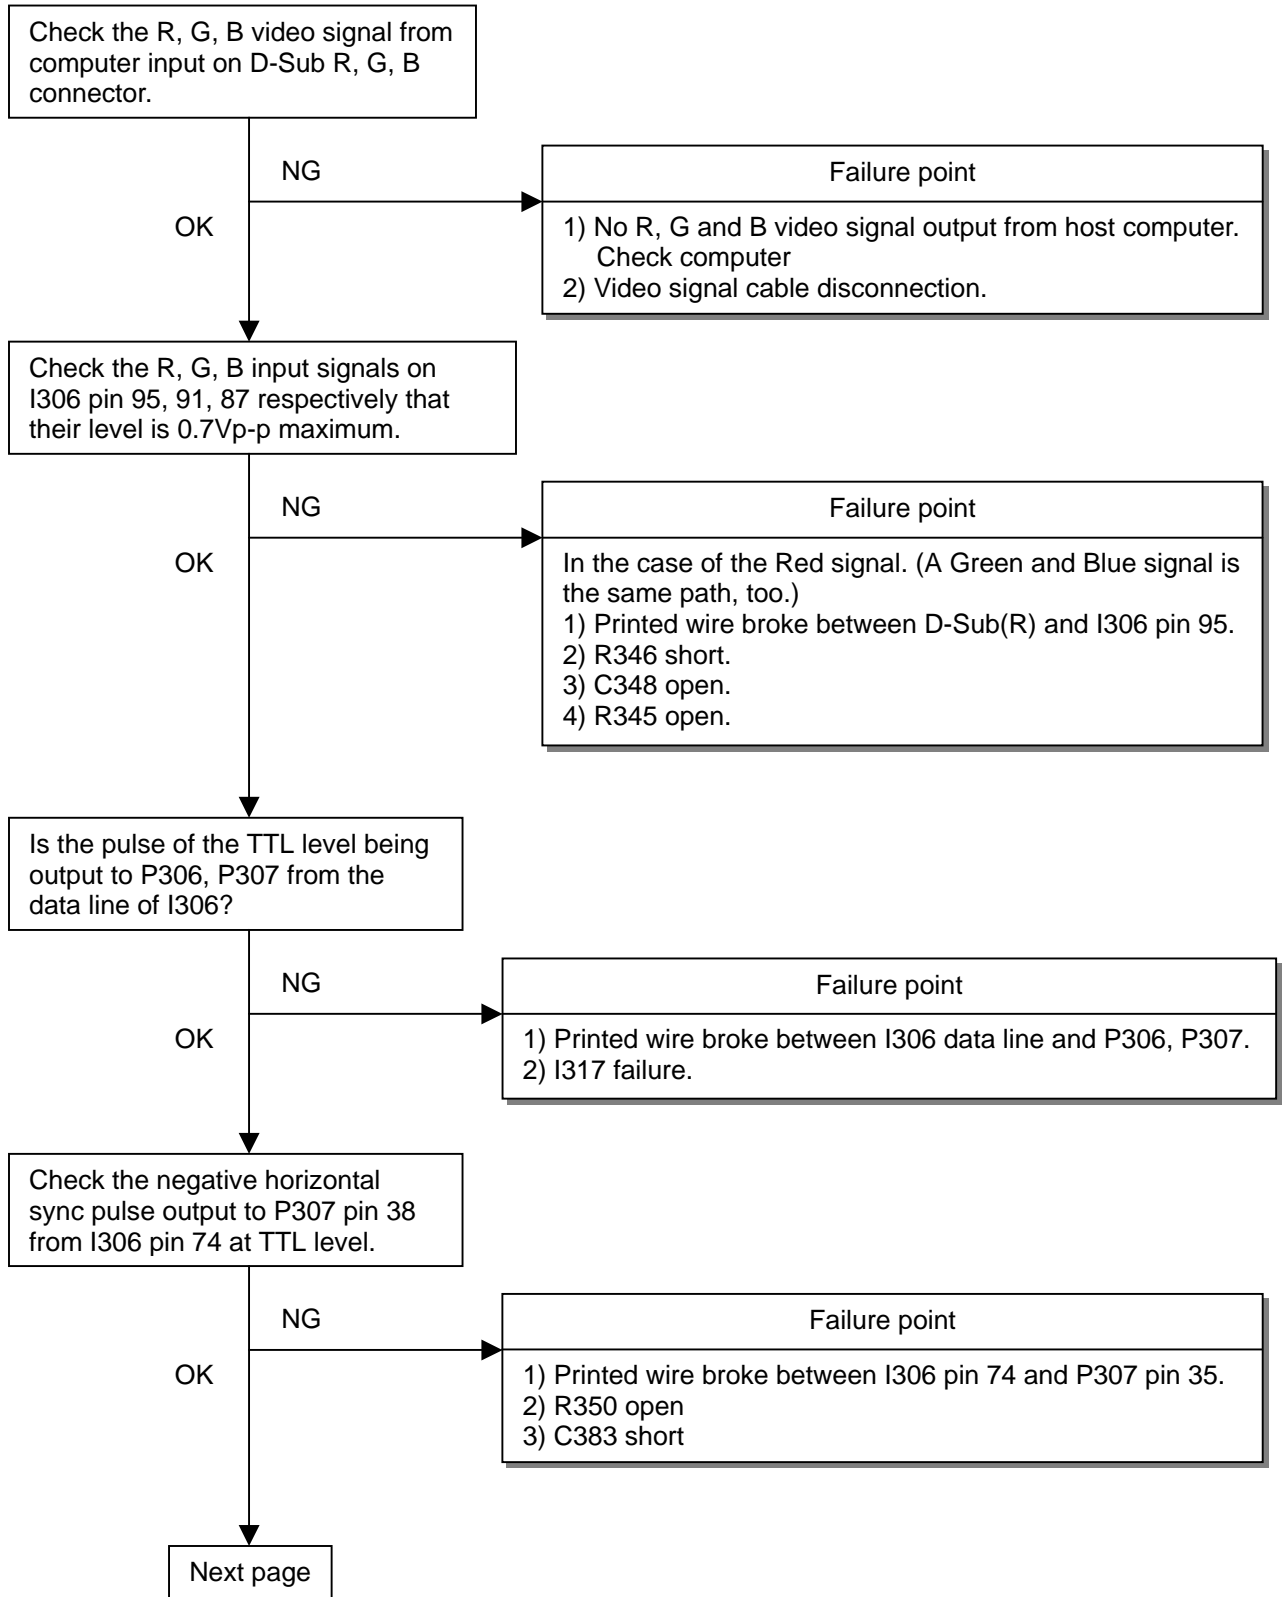 Check the R, G, B video signal from
computer input on D-Sub R, G, B
connector.
NG
OK
Failure point
1) No R, G and B video signal output from host computer.
Check computer
2) Video signal cable disconnection.
Check the R, G, B input signals on
I306 pin 95, 91, 87 respectively that
their level is 0.7Vp-p maximum.
NG
OK
Failure point
In the case of the Red signal. (A Green and Blue signal is
the same path, too.)
1) Printed wire broke between D-Sub(R) and I306 pin 95.
2) R346 short.
3) C348 open.
4) R345 open.
Is the pulse of the TTL level being
output to P306, P307 from the
data line of I306?
NG
OK
Failure point
1) Printed wire broke between I306 data line and P306, P307.
2) I317 failure.
Check the negative horizontal
sync pulse output to P307 pin 38
from I306 pin 74 at TTL level.
NG
OK
Failure point
1) Printed wire broke between I306 pin 74 and P307 pin 35.
2) R350 open
3) C383 short
Next page